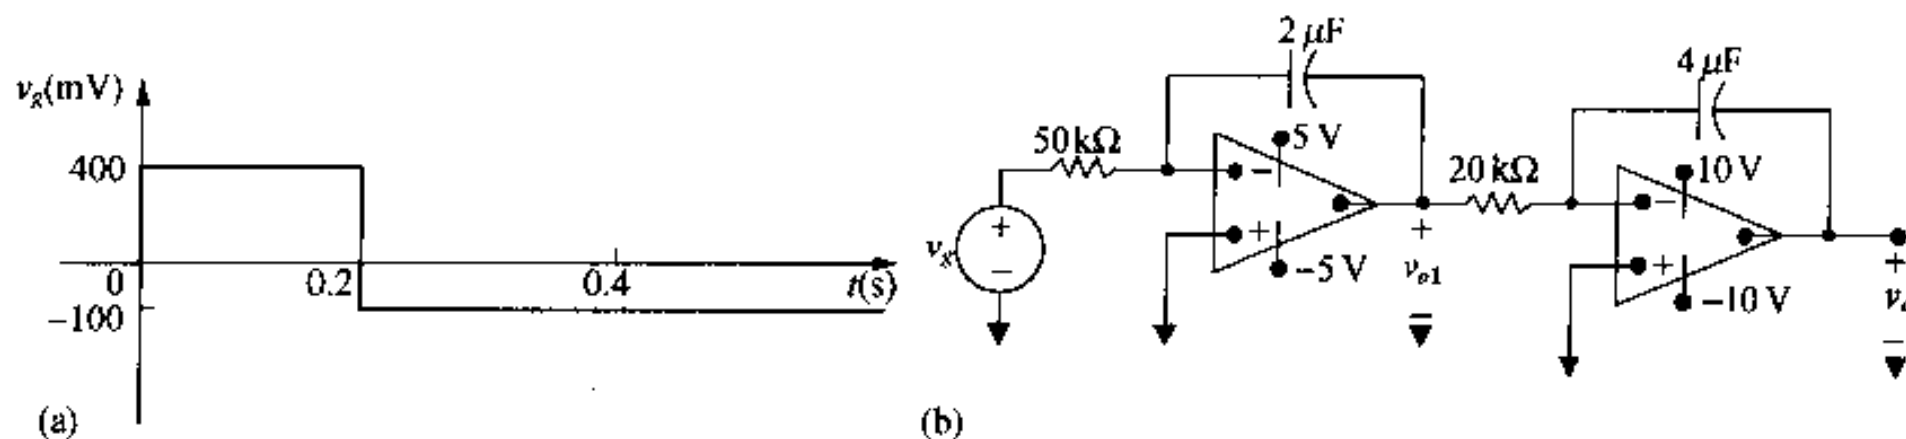 v_g(mV)
400
0
0.2
0.4
t(s)
−100
(a)
2 μF
50 kΩ
5 V
−
+
−5 V
v_g
+
−
+
v_o1
−
20 kΩ
4 μF
10 V
−
+
−10 V
+
−
(b)